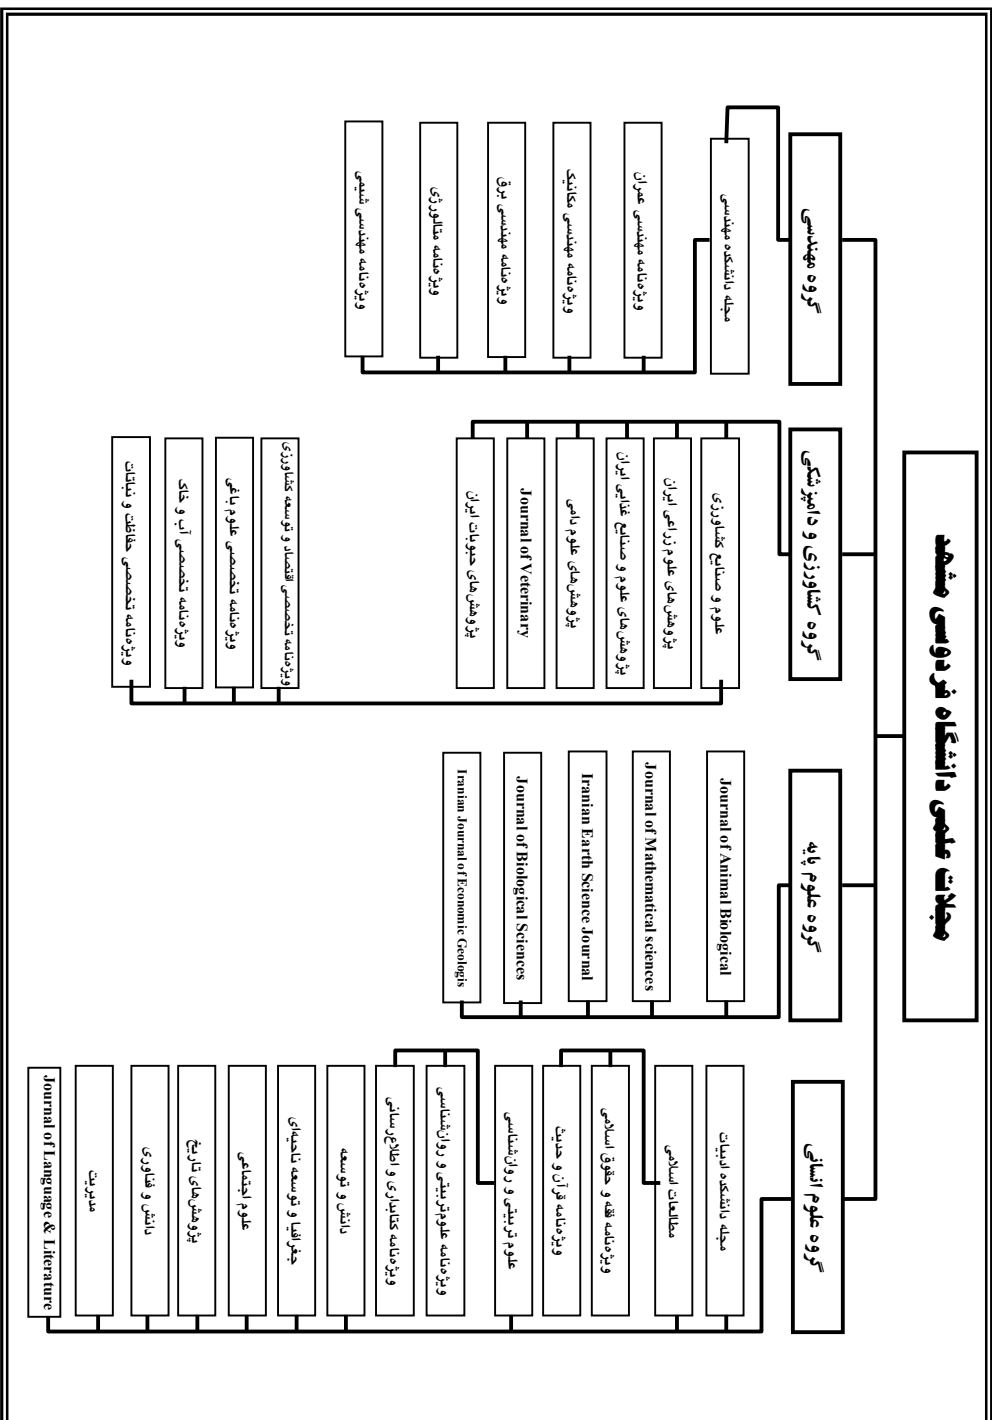 مجلات علمی دانشگاه فردوسی مشهد
گروه مهندسی
مجله دانشکده مهندسی
ویژه‌نامه مهندسی عمران
ویژه‌نامه مهندسی مکانیک
ویژه‌نامه مهندسی برق
ویژه‌نامه متالورژی
ویژه‌نامه مهندسی شیمی
گروه کشاورزی و دامپزشکی
علوم و صنایع کشاورزی
پژوهش‌های علوم زراعی ایران
پژوهش‌های علوم و صنایع غذایی ایران
پژوهش‌های علوم دامی
Journal of Veterinary
پژوهش‌های حبوبات ایران
ویژه‌نامه تخصصی اقتصاد و توسعه کشاورزی
ویژه‌نامه تخصصی علوم باغی
ویژه‌نامه تخصصی آب و خاک
ویژه‌نامه تخصصی حفاظت و نباتات
گروه علوم پایه
Journal of Animal Biological
Journal of Mathematical sciences
Iranian Earth Science Journal
Journal of Biological Sciences
Iranian Journal of Economic Geologis
گروه علوم انسانی
مجله دانشکده ادبیات
مطالعات اسلامی
ویژه‌نامه فقه و حقوق اسلامی
ویژه‌نامه قرآن و حدیث
علوم تربیتی و روان‌شناسی
ویژه‌نامه علوم‌تربیتی و روان‌شناسی
ویژه‌نامه کتابداری و اطلاع‌رسانی
دانش و توسعه
جغرافیا و توسعه ناحیه‌ای
علوم اجتماعی
پژوهش‌های تاریخ
دانش و فناوری
مدیریت
Journal of Language & Literature